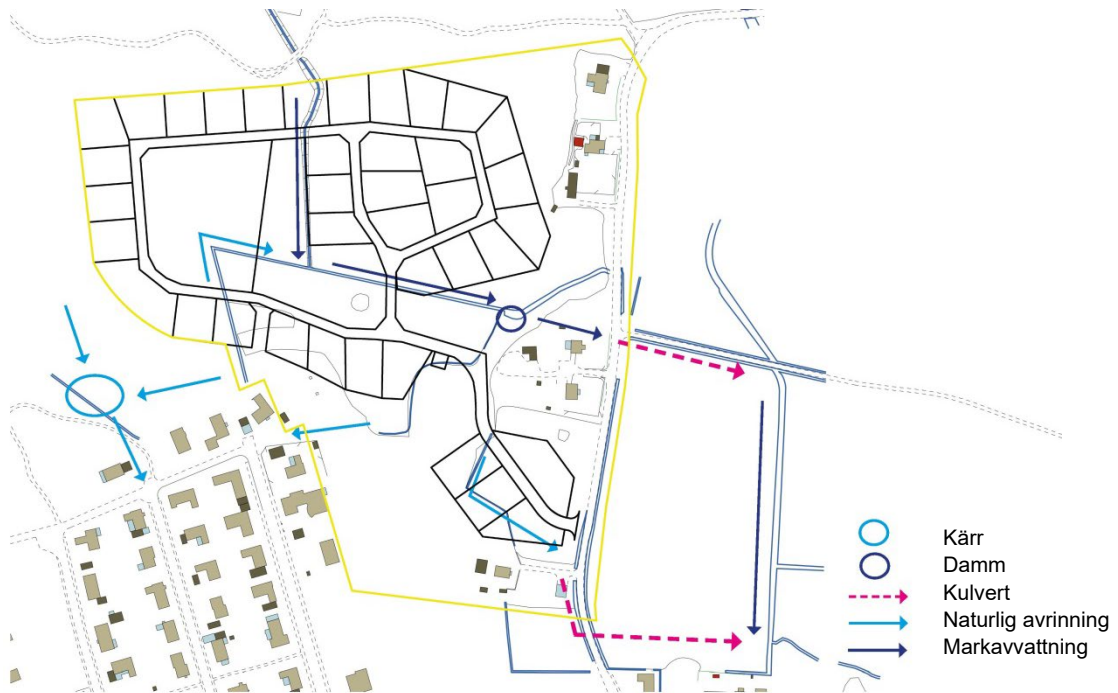 Kärr
Damm
Kulvert
Naturlig avrinning
Markavvattning